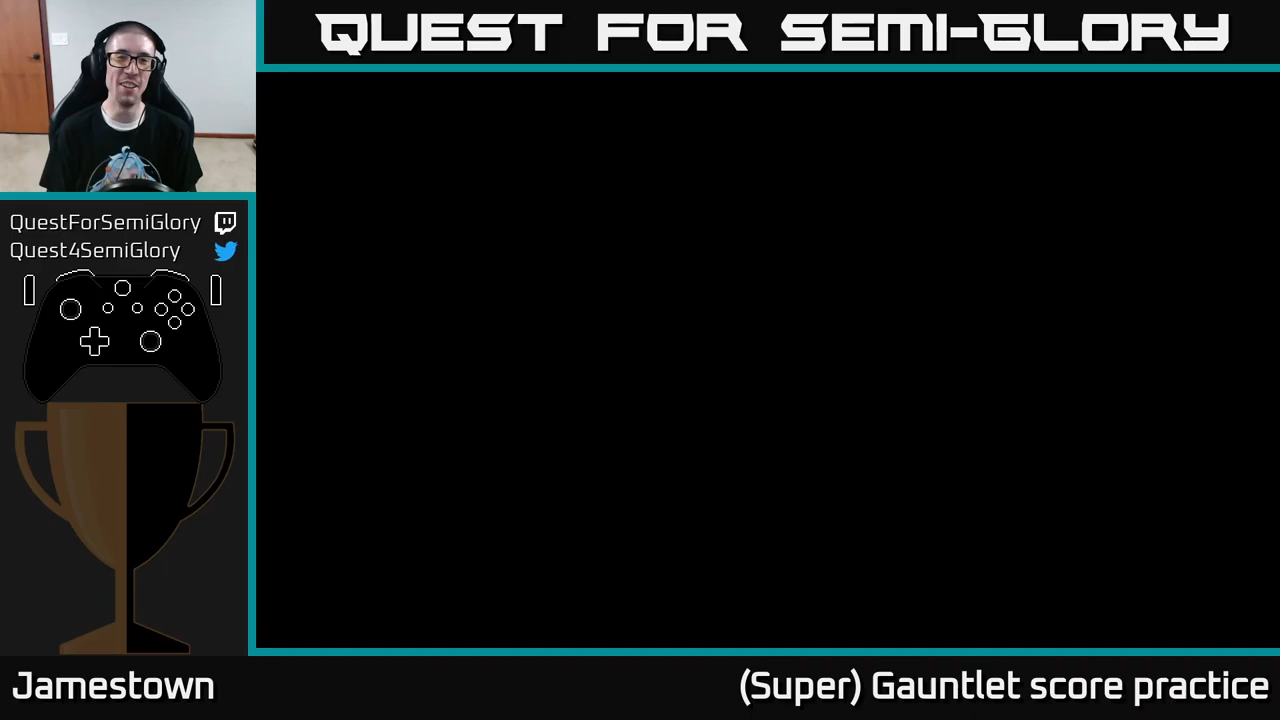 QUEST FOR SEMI-GLORY
QuestForSemiGlory
Quest4SemiGlory
Jamestown
(Super) Gauntlet score practice